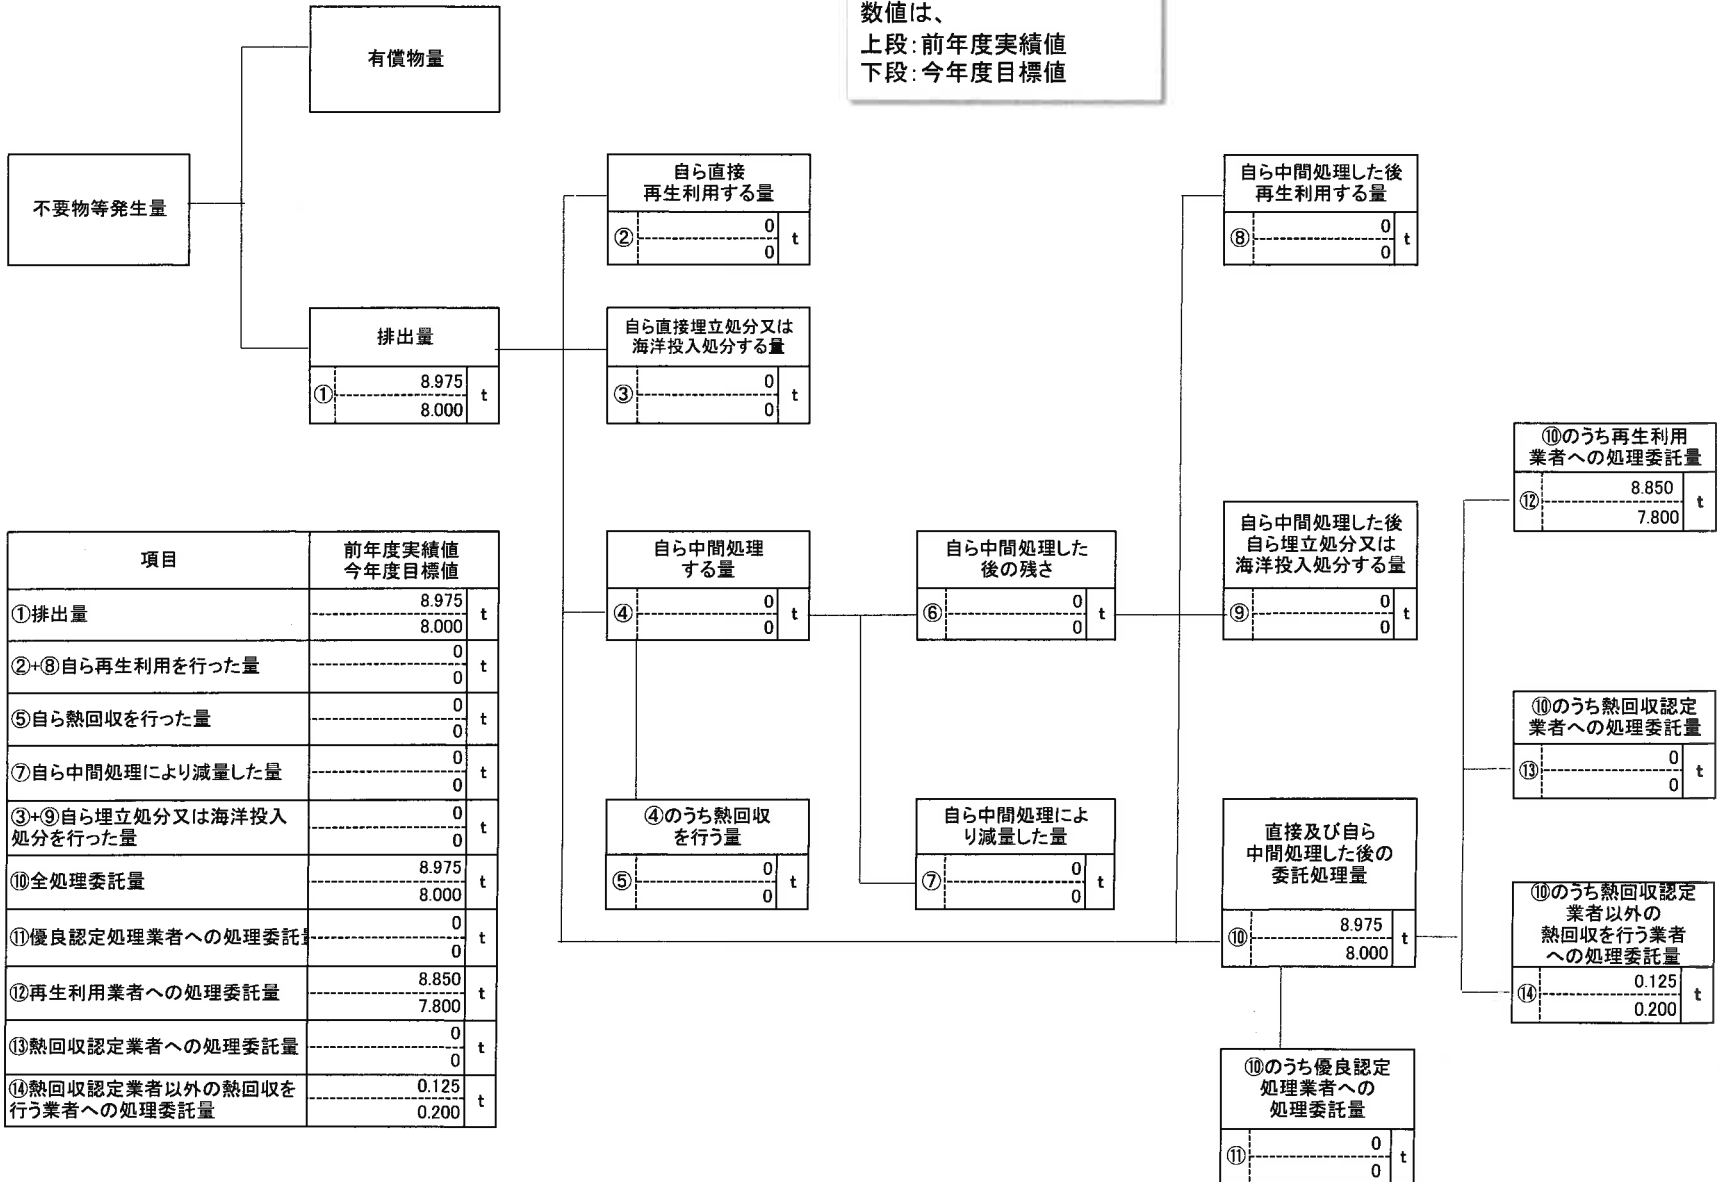 数値は、
上段:前年度実績値
下段:今年度目標値
有償物量
不要物等発生量
排出量
①
8.975
8.000
t
自ら直接
再生利用する量
②
0
0
t
自ら直接埋立処分又は
海洋投入処分する量
③
0
0
t
自ら中間処理
する量
④
0
0
t
④のうち熱回収
を行う量
⑤
0
0
t
自ら中間処理した
後の残さ
⑥
0
0
t
自ら中間処理によ
り減量した量
⑦
0
0
t
自ら中間処理した後
再生利用する量
⑧
0
0
t
自ら中間処理した後
自ら埋立処分又は
海洋投入処分する量
⑨
0
0
t
直接及び自ら
中間処理した後の
委託処理量
⑩
8.975
8.000
t
⑩のうち優良認定
処理業者への
処理委託量
⑪
0
0
t
⑩のうち再生利用
業者への処理委託量
⑫
8.850
7.800
t
⑩のうち熱回収認定
業者への処理委託量
⑬
0
0
t
⑩のうち熱回収認定
業者以外の
熱回収を行う業者
への処理委託量
⑭
0.125
0.200
t
項目
前年度実績値
今年度目標値
①排出量
8.975
8.000
t
②+⑧自ら再生利用を行った量
0
0
t
⑤自ら熱回収を行った量
0
0
t
⑦自ら中間処理により減量した量
0
0
t
③+⑨自ら埋立処分又は海洋投入
処分を行った量
0
0
t
⑩全処理委託量
8.975
8.000
t
⑪優良認定処理業者への処理委託
0
0
t
⑫再生利用業者への処理委託量
8.850
7.800
t
⑬熱回収認定業者への処理委託量
0
0
t
⑭熱回収認定業者以外の熱回収を
行う業者への処理委託量
0.125
0.200
t